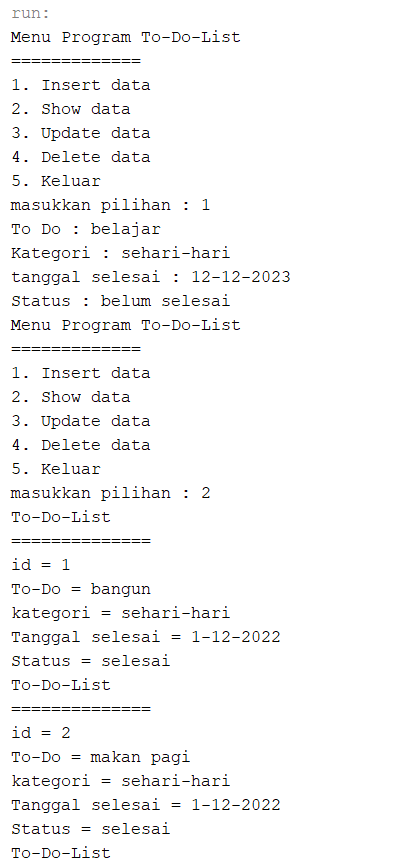 run:
Menu Program To-Do-List
=============
1. Insert data
2. Show data
3. Update data
4. Delete data
5. Keluar
masukkan pilihan : 1
To Do : belajar
Kategori : sehari-hari
tanggal selesai : 12-12-2023
Status : belum selesai
Menu Program To-Do-List
=============
1. Insert data
2. Show data
3. Update data
4. Delete data
5. Keluar
masukkan pilihan : 2
To-Do-List
==============
id = 1
To-Do = bangun
kategori = sehari-hari
Tanggal selesai = 1-12-2022
Status = selesai
To-Do-List
==============
id = 2
To-Do = makan pagi
kategori = sehari-hari
Tanggal selesai = 1-12-2022
Status = selesai
To-Do-List